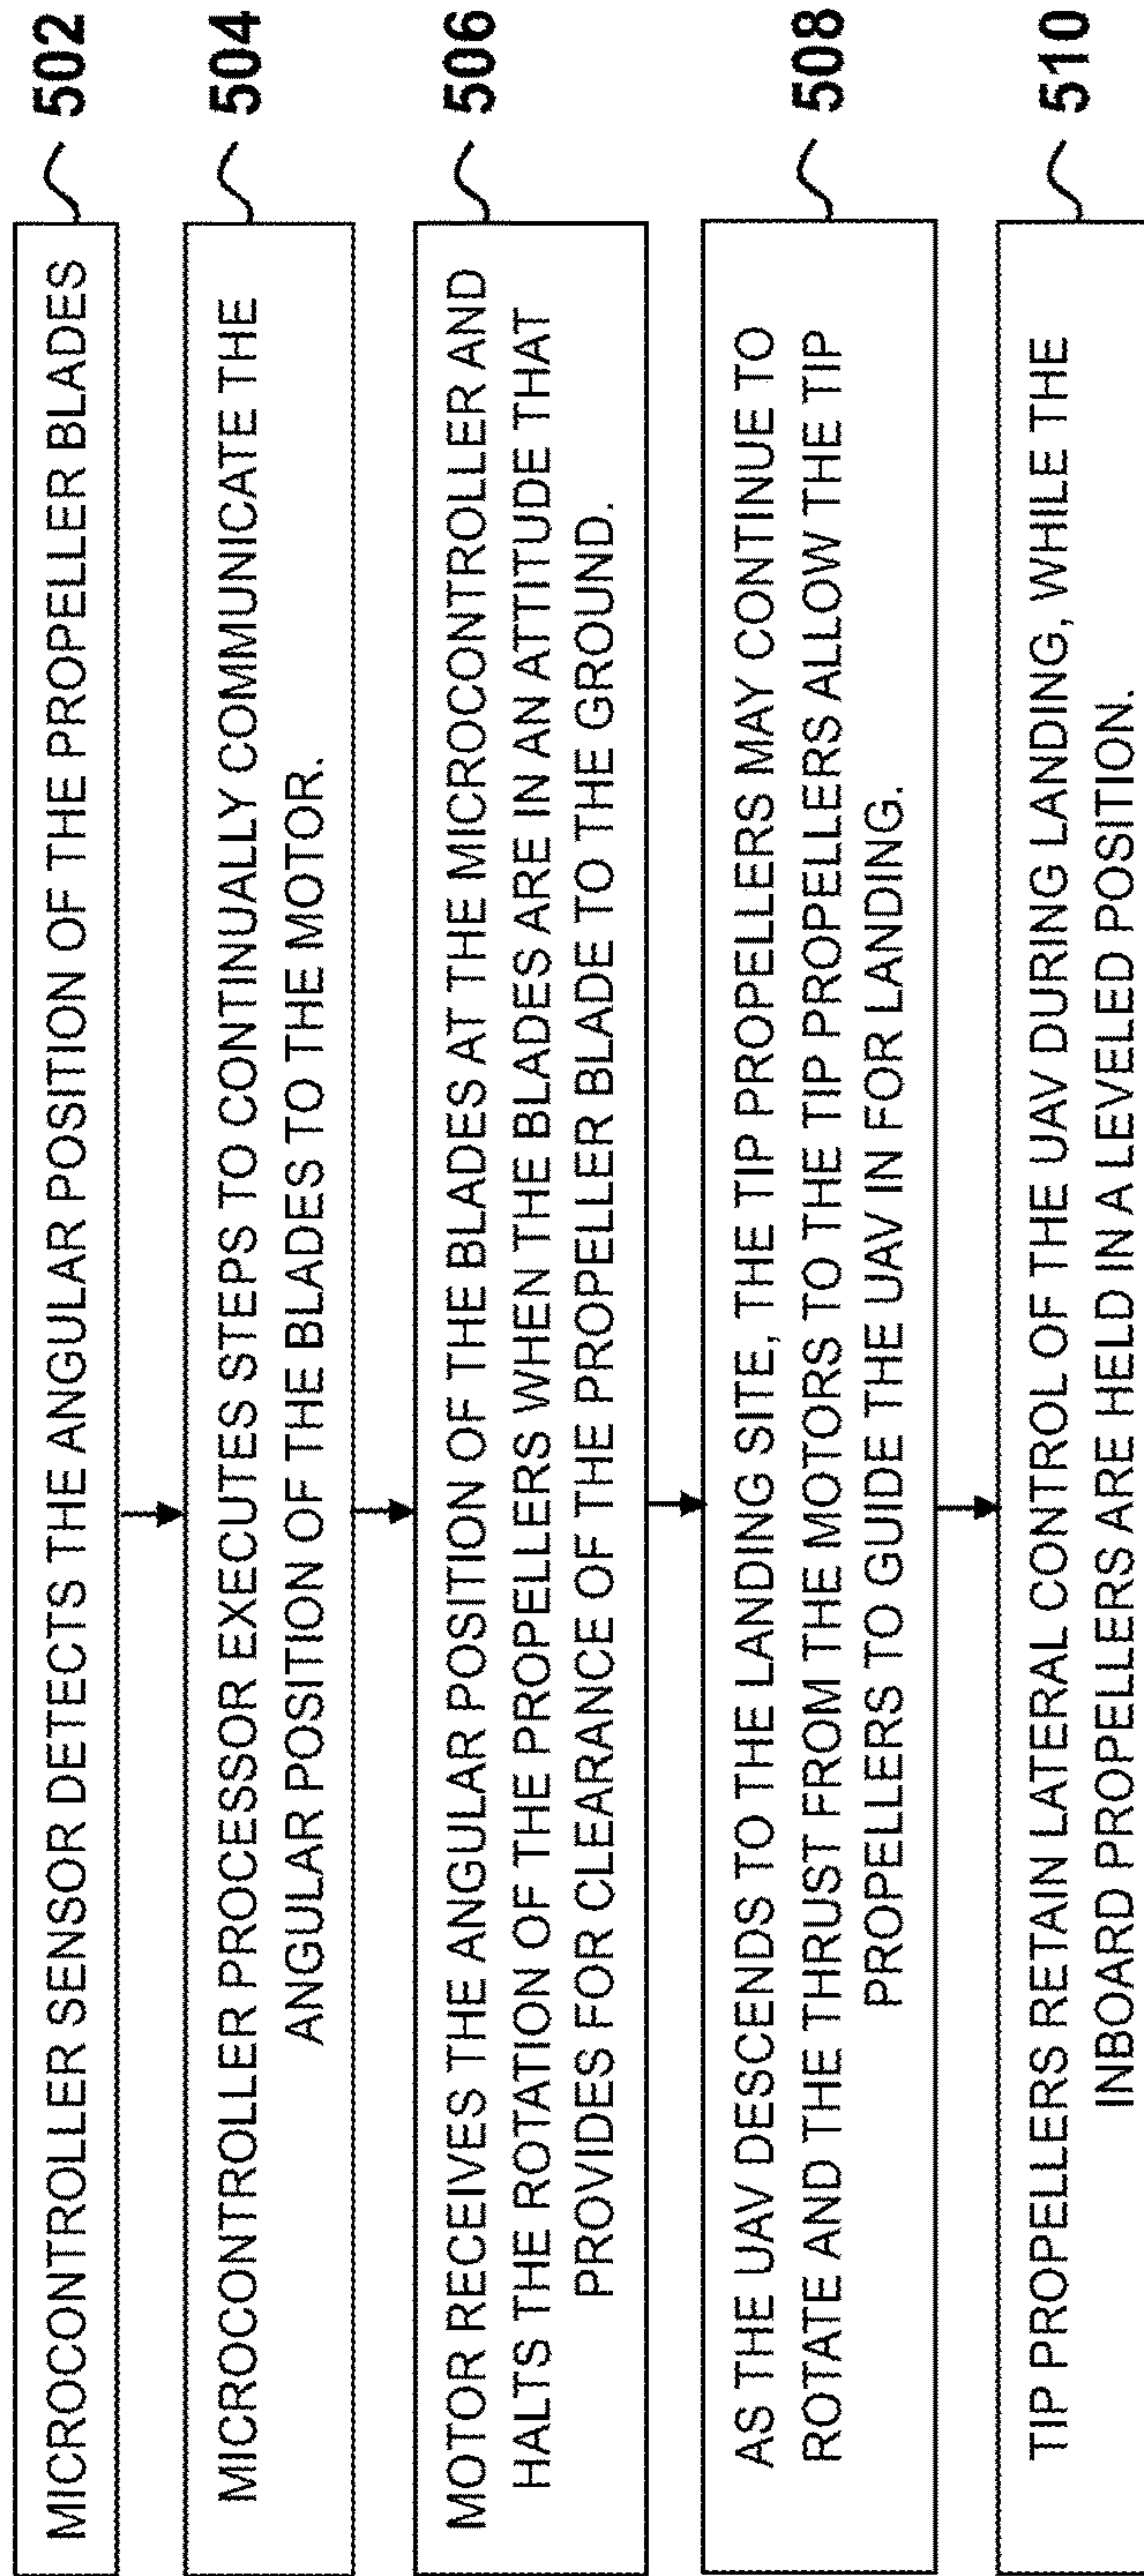 MICROCONTROLLER SENSOR DETECTS THE ANGULAR POSITION OF THE PROPELLER BLADES
502
MICROCONTROLLER PROCESSOR EXECUTES STEPS TO CONTINUALLY COMMUNICATE THE
ANGULAR POSITION OF THE BLADES TO THE MOTOR.
504
MOTOR RECEIVES THE ANGULAR POSITION OF THE BLADES AT THE MICROCONTROLLER AND
HALTS THE ROTATION OF THE PROPELLERS WHEN THE BLADES ARE IN AN ATTITUDE THAT
PROVIDES FOR CLEARANCE OF THE PROPELLER BLADE TO THE GROUND.
506
AS THE UAV DESCENDS TO THE LANDING SITE, THE TIP PROPELLERS MAY CONTINUE TO
ROTATE AND THE THRUST FROM THE MOTORS TO THE TIP PROPELLERS ALLOW THE TIP
PROPELLERS TO GUIDE THE UAV IN FOR LANDING.
508
TIP PROPELLERS RETAIN LATERAL CONTROL OF THE UAV DURING LANDING, WHILE THE
INBOARD PROPELLERS ARE HELD IN A LEVELED POSITION.
510